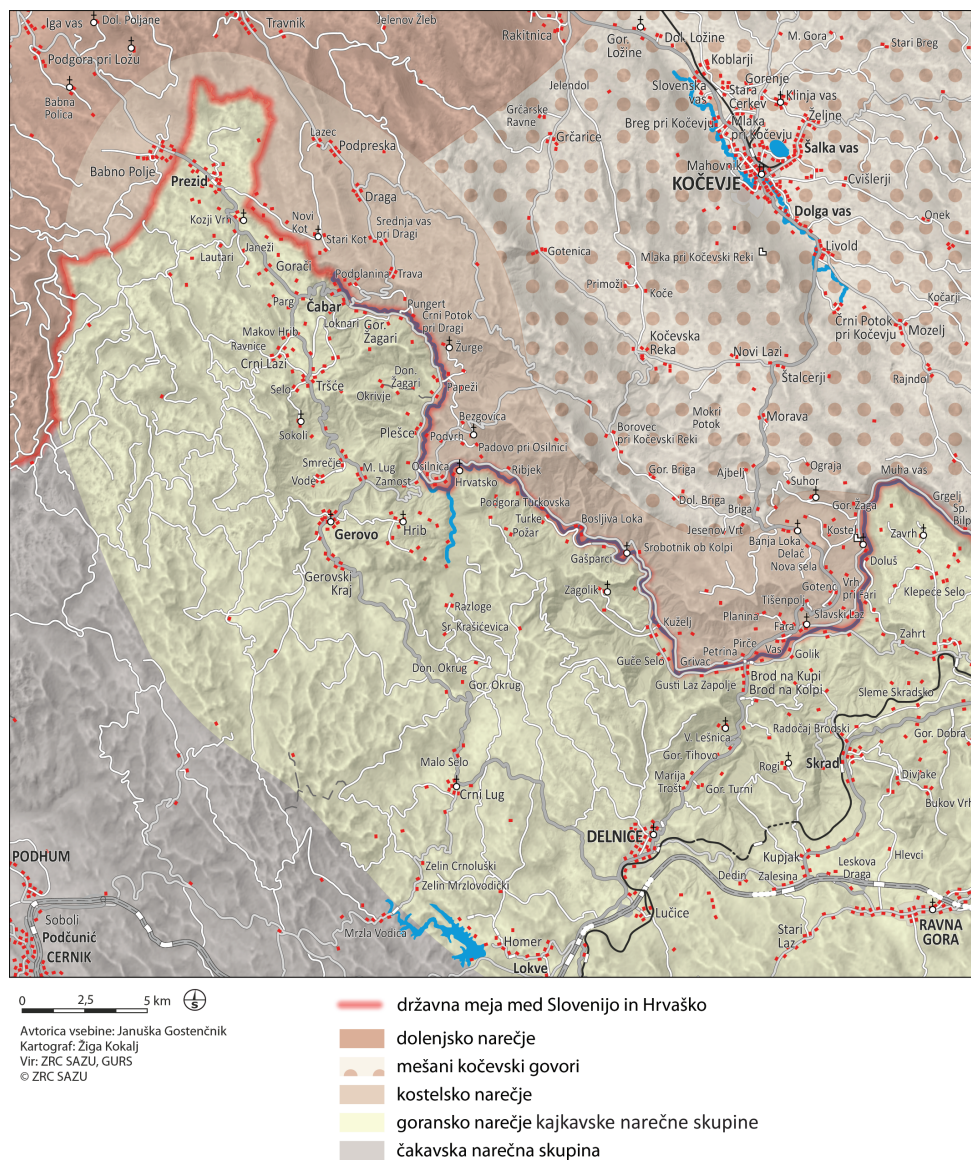 Iga vas
Dol. Poljane
Travnik
Jelenov Žleb
Rakitnica
Gor.
Ložine
Dol. Ložine
M. Gora
Stari Breg
Podgora pri Ložu
Koblarji
Babna
Polica
Jelendol
Slovenska
vas
Gorenje
Stara
Cerkev
Klinja vas
Grčarske
Ravne
Breg pri Kočevju
Mlaka
pri Kočevju
Željne
Lazec
Podpreska
Grčarice
Šalka vas
Babno Polje
Prezid
Mahovnik
KOČEVJE
Cvišlerji
Draga
Dolga vas
Kozji Vrh
Novi
Kot
Srednja vas
pri Dragi
Onek
Stari Kot
Janeži
Lautari
Gotenica
Livold
Mlaka pri Kočevski Reki
Gorači
Podplanina
Trava
Primoži
Koče
Kočarji
Parg
Čabar
Pungert
Črni Potok
pri Dragi
Loknari
Gor.
Žagari
Črni Potok
pri Kočevju
Mozelj
Makov Hrib
Ravnice
Crni Lazi
Žurge
Kočevska
Reka
Novi Lazi
Don.
Žagari
Štalcerji
Rajndol
Selo
Tršće
Okrivje
Papeži
Mokri
Potok
Morava
Bezgovica
Sokoli
Plešce
Podvrh
Padovo pri Osilnici
Borovec
pri Kočevski Reki
Smrečje
M. Lug
Osilnica
Ribjek
Gor. Briga
Ajbelj
Ograja
Muha vas
Vode
Zamost
Hrvatsko
Suhor
Podgora Turkovska
Dol. Briga
Briga
Gor. Žaga
Grgelj
Sp.
Bilp
Gerovo
Hrib
Turke
Požar
Bosljiva Loka
Jesenov Vrt
Banja Loka
Kostel
Zavrh
Srobotnik ob Kolpi
Delač
Nova sela
Gašparci
Doluš
Gerovski
Kraj
Zagolik
Gotenc
Vrh
pri Fari
Klepeče Selo
Tišenpolj
Razloge
Planina
Slavski Laz
Sr. Krašićevica
Kuželj
Fara
Zahrt
Pirče
Petrina
Vas
Golik
Don. Okrug
Guče Selo
Grivac
Gusti Laz
Zapolje
Brod na Kupi
Brod na Kolpi
Gor. Okrug
Sleme Skradsko
V. Lešnica
Radočaj Brodski
Gor. Dobra
Gor. Tihovo
Malo Selo
Rogi
Skrad
Marija
Trošt
Divjake
Crni Lug
Gor. Turni
Bukov Vrh
DELNICE
PODHUM
Zelin Crnoluški
Kupjak
Hlevci
Leskova
Draga
Dedin
Zalesina
Zelin Mrzlovodički
Soboli
Lučice
RAVNA
GORA
Podčunić
CERNIK
Mrzla Vodica
Homer
Stari
Laz
Lokve
0 2,5 5 km
S
Avtorica vsebine: Januška Gostenčnik
Kartograf: Žiga Kokalj
Vir: ZRC SAZU, GURS
© ZRC SAZU
državna meja med Slovenijo in Hrvaško
dolenjsko narečje
mešani kočevski govori
kostelsko narečje
goransko narečje kajkavske narečne skupine
čakavska narečna skupina